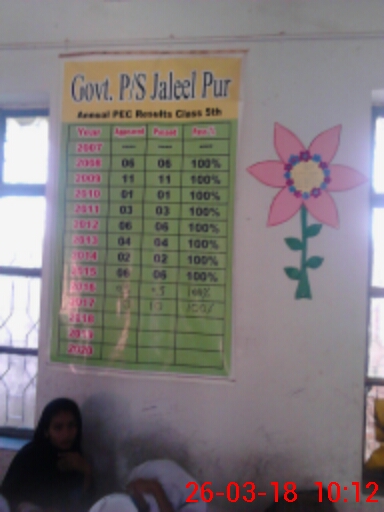 Govt. P/S Jaleel Pur
Annual PEC Results Class 5th
Year Appeared Passed Pass%
2007 — — —
2008 06 06 100%
2009 11 11 100%
2010 01 01 100%
2011 03 03 100%
2012 06 06 100%
2013 04 04 100%
2014 02 02 100%
2015 06 06 100%
2016
2017 100%
2018
2019
2020
26-03-18 10:12